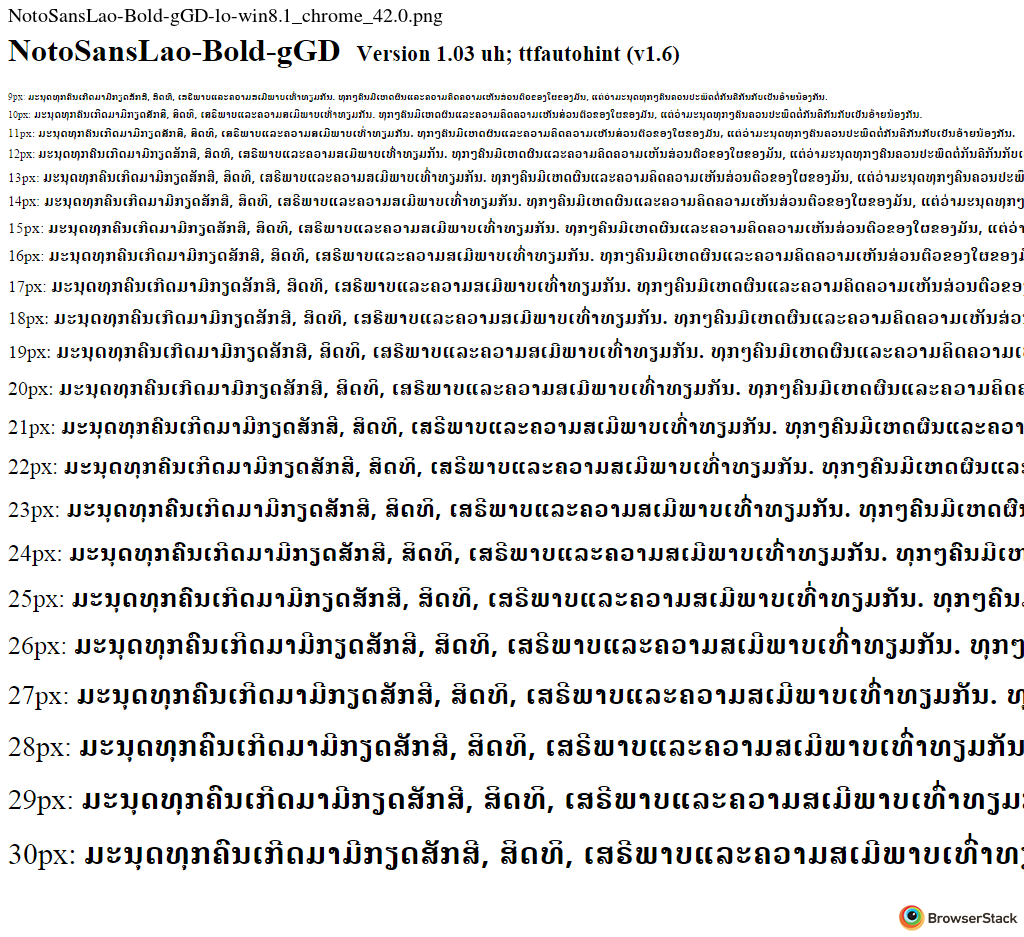 NotoSansLao-Bold-gGD-lo-win8.1_chrome_42.0.png
NotoSansLao-Bold-gGD Version 1.03 uh; ttfautohint (v1.6)
9px: ມະນຸດທຸກຄົນເກີດມາມີກຽດສັກສີ, ສິດທິ, ເສຣີພາບແລະຄວາມສເມີພາບເທົ່າທຽມກັນ. ທຸກໆຄົນມີເຫດຜົນແລະຄວາມຄິດຄວາມເຫັນສ່ວນຕົວຂອງໃຜຂອງມັນ, ແຕ່ວ່າມະນຸດທຸກໆຄົນຄວນປະພຶດຕໍ່ກັນຄືກັນກັບເປັນອ້າຍນ້ອງກັນ.
10px: ມະນຸດທຸກຄົນເກີດມາມີກຽດສັກສີ, ສິດທິ, ເສຣີພາບແລະຄວາມສເມີພາບເທົ່າທຽມກັນ. ທຸກໆຄົນມີເຫດຜົນແລະຄວາມຄິດຄວາມເຫັນສ່ວນຕົວຂອງໃຜຂອງມັນ, ແຕ່ວ່າມະນຸດທຸກໆຄົນຄວນປະພຶດຕໍ່ກັນຄືກັນກັບເປັນອ້າຍນ້ອງກັນ.
11px: ມະນຸດທຸກຄົນເກີດມາມີກຽດສັກສີ, ສິດທິ, ເສຣີພາບແລະຄວາມສເມີພາບເທົ່າທຽມກັນ. ທຸກໆຄົນມີເຫດຜົນແລະຄວາມຄິດຄວາມເຫັນສ່ວນຕົວຂອງໃຜຂອງມັນ, ແຕ່ວ່າມະນຸດທຸກໆຄົນຄວນປະພຶດຕໍ່ກັນຄືກັນກັບເປັນອ້າຍນ້ອງກັນ.
12px: ມະນຸດທຸກຄົນເກີດມາມີກຽດສັກສີ, ສິດທິ, ເສຣີພາບແລະຄວາມສເມີພາບເທົ່າທຽມກັນ. ທຸກໆຄົນມີເຫດຜົນແລະຄວາມຄິດຄວາມເຫັນສ່ວນຕົວຂອງໃຜຂອງມັນ, ແຕ່ວ່າມະນຸດທຸກໆຄົນຄວນປະພຶດຕໍ່ກັນຄືກັນກັບເ
13px: ມະນຸດທຸກຄົນເກີດມາມີກຽດສັກສີ, ສິດທິ, ເສຣີພາບແລະຄວາມສເມີພາບເທົ່າທຽມກັນ. ທຸກໆຄົນມີເຫດຜົນແລະຄວາມຄິດຄວາມເຫັນສ່ວນຕົວຂອງໃຜຂອງມັນ, ແຕ່ວ່າມະນຸດທຸກໆຄົນຄວນປະພຶ
14px: ມະນຸດທຸກຄົນເກີດມາມີກຽດສັກສີ, ສິດທິ, ເສຣີພາບແລະຄວາມສເມີພາບເທົ່າທຽມກັນ. ທຸກໆຄົນມີເຫດຜົນແລະຄວາມຄິດຄວາມເຫັນສ່ວນຕົວຂອງໃຜຂອງມັນ, ແຕ່ວ່າມະນຸດທຸກໆ
15px: ມະນຸດທຸກຄົນເກີດມາມີກຽດສັກສີ, ສິດທິ, ເສຣີພາບແລະຄວາມສເມີພາບເທົ່າທຽມກັນ. ທຸກໆຄົນມີເຫດຜົນແລະຄວາມຄິດຄວາມເຫັນສ່ວນຕົວຂອງໃຜຂອງມັນ, ແຕ່ວ່າ
16px: ມະນຸດທຸກຄົນເກີດມາມີກຽດສັກສີ, ສິດທິ, ເສຣີພາບແລະຄວາມສເມີພາບເທົ່າທຽມກັນ. ທຸກໆຄົນມີເຫດຜົນແລະຄວາມຄິດຄວາມເຫັນສ່ວນຕົວຂອງໃຜຂອງມັ
17px: ມະນຸດທຸກຄົນເກີດມາມີກຽດສັກສີ, ສິດທິ, ເສຣີພາບແລະຄວາມສເມີພາບເທົ່າທຽມກັນ. ທຸກໆຄົນມີເຫດຜົນແລະຄວາມຄິດຄວາມເຫັນສ່ວນຕົວຂອງ
18px: ມະນຸດທຸກຄົນເກີດມາມີກຽດສັກສີ, ສິດທິ, ເສຣີພາບແລະຄວາມສເມີພາບເທົ່າທຽມກັນ. ທຸກໆຄົນມີເຫດຜົນແລະຄວາມຄິດຄວາມເຫັນສ່ວ
19px: ມະນຸດທຸກຄົນເກີດມາມີກຽດສັກສີ, ສິດທິ, ເສຣີພາບແລະຄວາມສເມີພາບເທົ່າທຽມກັນ. ທຸກໆຄົນມີເຫດຜົນແລະຄວາມຄິດຄວາມເ
20px: ມະນຸດທຸກຄົນເກີດມາມີກຽດສັກສີ, ສິດທິ, ເສຣີພາບແລະຄວາມສເມີພາບເທົ່າທຽມກັນ. ທຸກໆຄົນມີເຫດຜົນແລະຄວາມຄິດຄ
21px: ມະນຸດທຸກຄົນເກີດມາມີກຽດສັກສີ, ສິດທິ, ເສຣີພາບແລະຄວາມສເມີພາບເທົ່າທຽມກັນ. ທຸກໆຄົນມີເຫດຜົນແລະຄວາ
22px: ມະນຸດທຸກຄົນເກີດມາມີກຽດສັກສີ, ສິດທິ, ເສຣີພາບແລະຄວາມສເມີພາບເທົ່າທຽມກັນ. ທຸກໆຄົນມີເຫດຜົນແລະ
23px: ມະນຸດທຸກຄົນເກີດມາມີກຽດສັກສີ, ສິດທິ, ເສຣີພາບແລະຄວາມສເມີພາບເທົ່າທຽມກັນ. ທຸກໆຄົນມີເຫດຜົນ
24px: ມະນຸດທຸກຄົນເກີດມາມີກຽດສັກສີ, ສິດທິ, ເສຣີພາບແລະຄວາມສເມີພາບເທົ່າທຽມກັນ. ທຸກໆຄົນມີເຫ
25px: ມະນຸດທຸກຄົນເກີດມາມີກຽດສັກສີ, ສິດທິ, ເສຣີພາບແລະຄວາມສເມີພາບເທົ່າທຽມກັນ. ທຸກໆຄົນ
26px: ມະນຸດທຸກຄົນເກີດມາມີກຽດສັກສີ, ສິດທິ, ເສຣີພາບແລະຄວາມສເມີພາບເທົ່າທຽມກັນ. ທຸກໆ
27px: ມະນຸດທຸກຄົນເກີດມາມີກຽດສັກສີ, ສິດທິ, ເສຣີພາບແລະຄວາມສເມີພາບເທົ່າທຽມກັນ. ທຸ
28px: ມະນຸດທຸກຄົນເກີດມາມີກຽດສັກສີ, ສິດທິ, ເສຣີພາບແລະຄວາມສເມີພາບເທົ່າທຽມກັນ
29px: ມະນຸດທຸກຄົນເກີດມາມີກຽດສັກສີ, ສິດທິ, ເສຣີພາບແລະຄວາມສເມີພາບເທົ່າທຽມ
30px: ມະນຸດທຸກຄົນເກີດມາມີກຽດສັກສີ, ສິດທິ, ເສຣີພາບແລະຄວາມສເມີພາບເທົ່າທຽ
BrowserStack